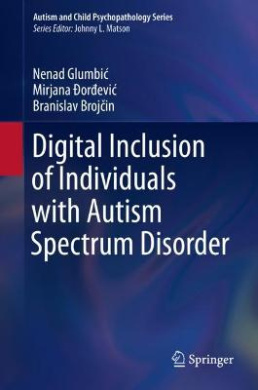 Autism and Child Psychopathology Series
Series Editor: Johnny L. Matson
Nenad Glumbić
Mirjana Đorđević
Branislav Brojčin
Digital Inclusion
of Individuals
with Autism
Spectrum Disorder
Springer